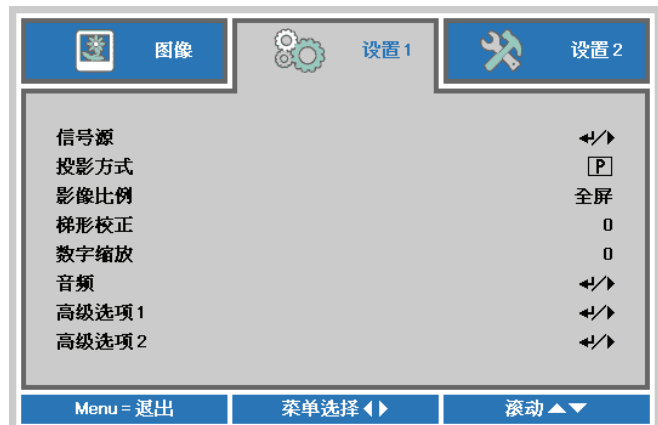 图像 设置1 设置2
信号源 ↵/▶
投影方式 P
影像比例 全屏
梯形校正 0
数字缩放 0
音频 ↵/▶
高级选项1 ↵/▶
高级选项2 ↵/▶
Menu = 退出 菜单选择◀▶ 滚动▲▼